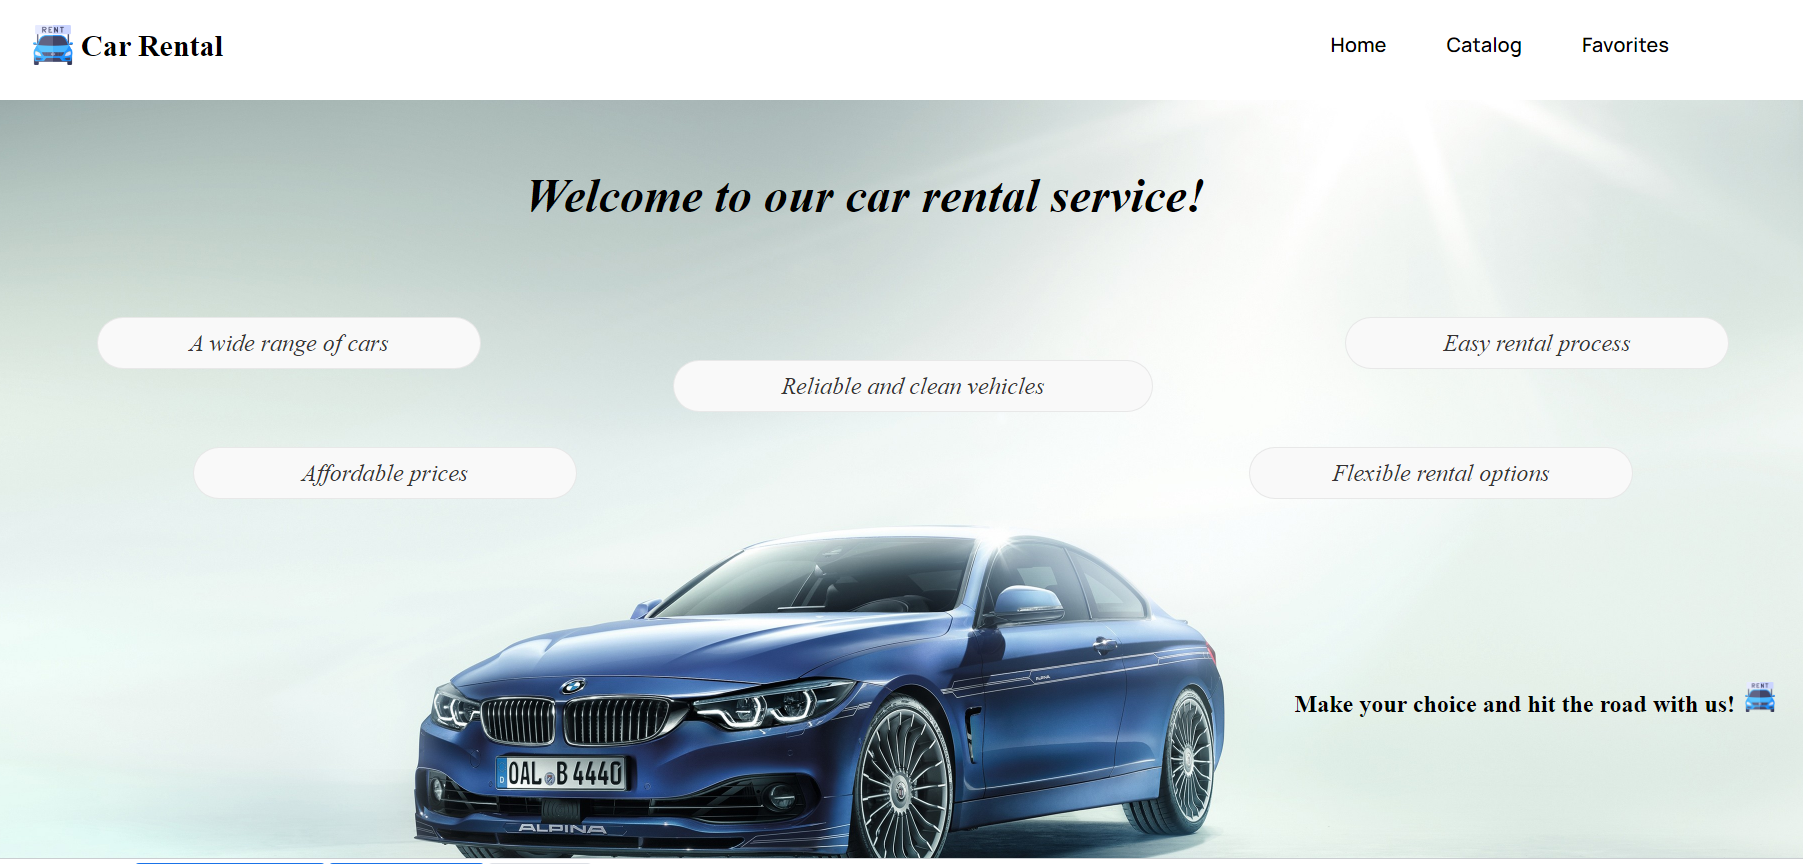 RENT
Car Rental
Home
Catalog
Favorites
Welcome to our car rental service!
A wide range of cars
Easy rental process
Reliable and clean vehicles
Affordable prices
Flexible rental options
ALPINA
RENT
Make your choice and hit the road with us!
D
OAL B 4440
ALPINA